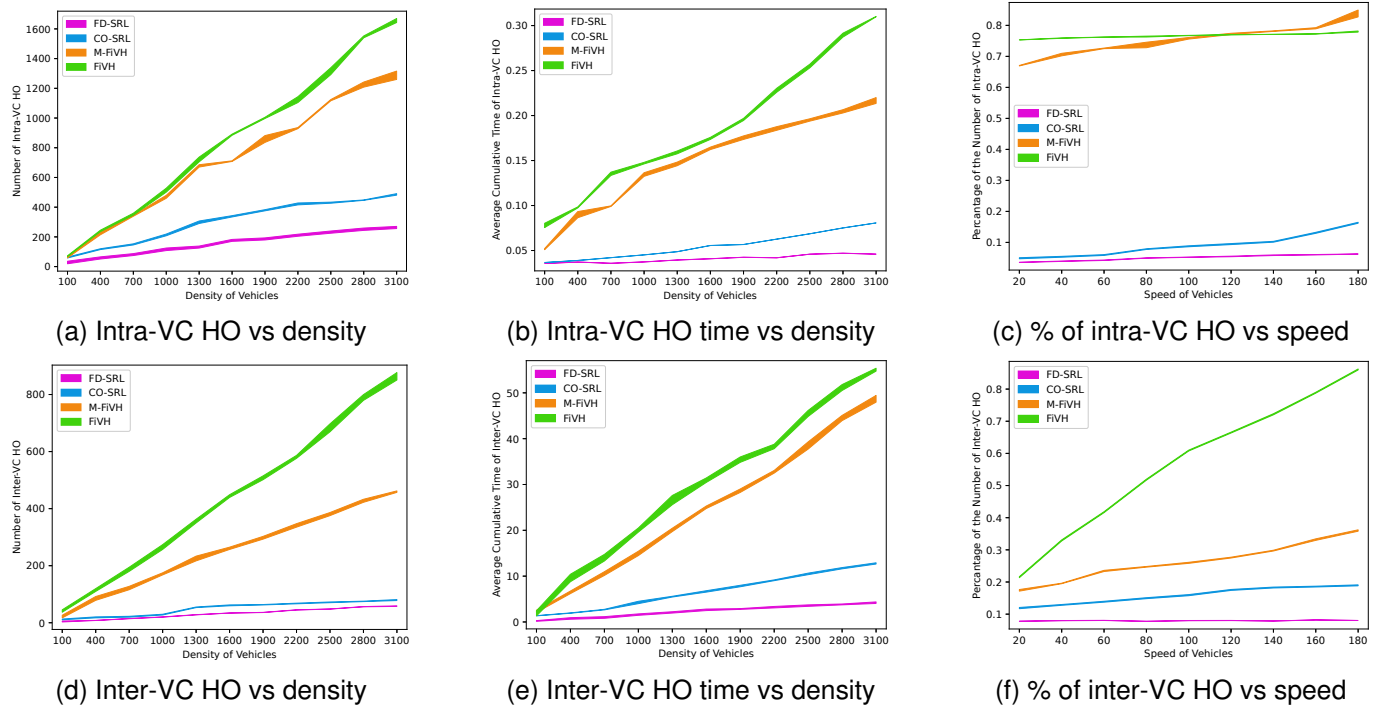 Number of Intra-VC HO
1600
1400
1200
1000
800
600
400
200
0
FD-SRL
CO-SRL
M-FiVH
FiVH
100 400 700 1000 1300 1600 1900 2200 2500 2800 3100
Density of Vehicles
(a) Intra-VC HO vs density
Average Cumulative Time of Intra-VC HO
0.30
0.25
0.20
0.15
0.10
0.05
FD-SRL
CO-SRL
M-FiVH
FiVH
100 400 700 1000 1300 1600 1900 2200 2500 2800 3100
Density of Vehicles
(b) Intra-VC HO time vs density
Percentage of the Number of Intra-VC HO
0.8
0.7
0.6
0.5
0.4
0.3
0.2
0.1
FD-SRL
CO-SRL
M-FiVH
FiVH
20 40 60 80 100 120 140 160 180
Speed of Vehicles
(c) % of intra-VC HO vs speed
Number of Inter-VC HO
800
600
400
200
0
FD-SRL
CO-SRL
M-FiVH
FiVH
100 400 700 1000 1300 1600 1900 2200 2500 2800 3100
Density of Vehicles
(d) Inter-VC HO vs density
Average Cumulative Time of Inter-VC HO
50
40
30
20
10
0
FD-SRL
CO-SRL
M-FiVH
FiVH
100 400 700 1000 1300 1600 1900 2200 2500 2800 3100
Density of Vehicles
(e) Inter-VC HO time vs density
Percentage of the Number of Inter-VC HO
0.8
0.7
0.6
0.5
0.4
0.3
0.2
0.1
FD-SRL
CO-SRL
M-FiVH
FiVH
20 40 60 80 100 120 140 160 180
Speed of Vehicles
(f) % of inter-VC HO vs speed